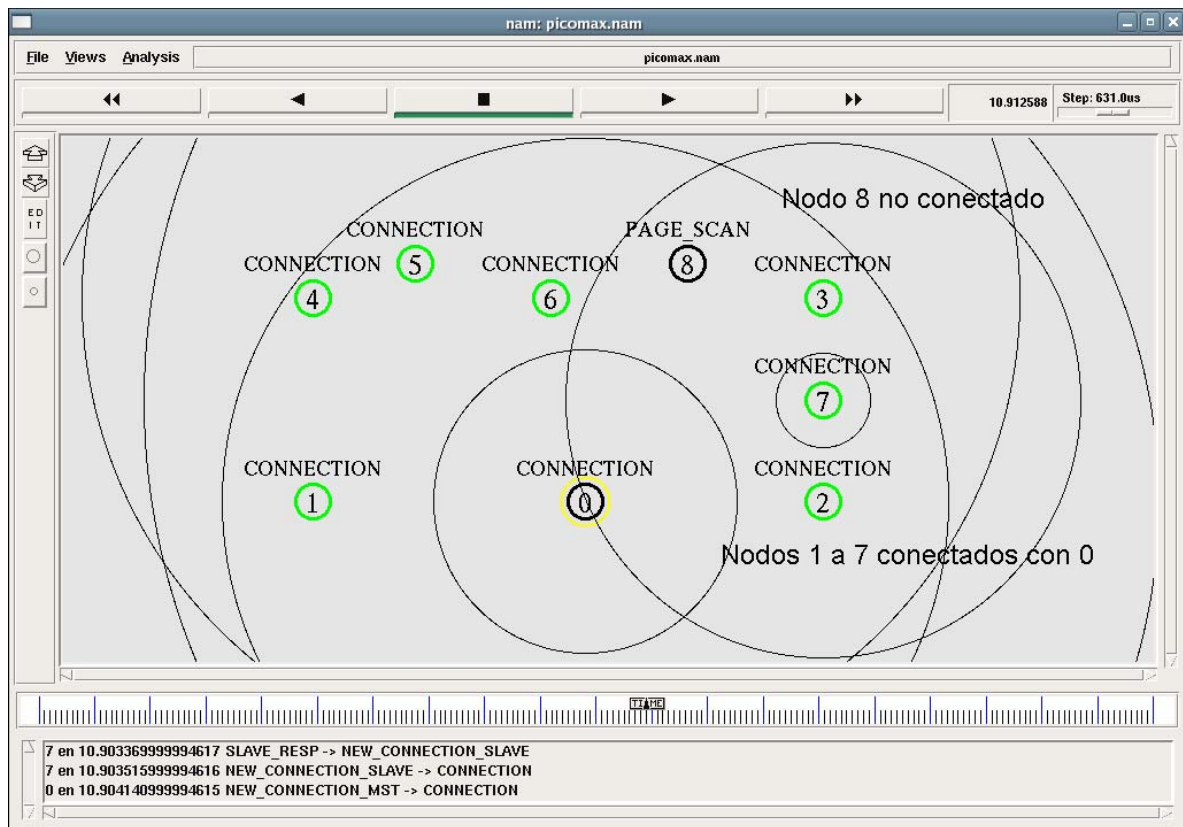 nam: picomax.nam
File Views Analysis picomax.nam
10.912588 Step: 631.0us
ED
IT
Nodo 8 no conectado
CONNECTION PAGE_SCAN
5 8
CONNECTION CONNECTION CONNECTION
4 6 3
CONNECTION
7
CONNECTION CONNECTION CONNECTION
1 0 2
Nodos 1 a 7 conectados con 0
TIME
7 en 10.903369999994617 SLAVE_RESP -> NEW_CONNECTION_SLAVE
7 en 10.903515999994616 NEW_CONNECTION_SLAVE -> CONNECTION
0 en 10.904140999994615 NEW_CONNECTION_MST -> CONNECTION